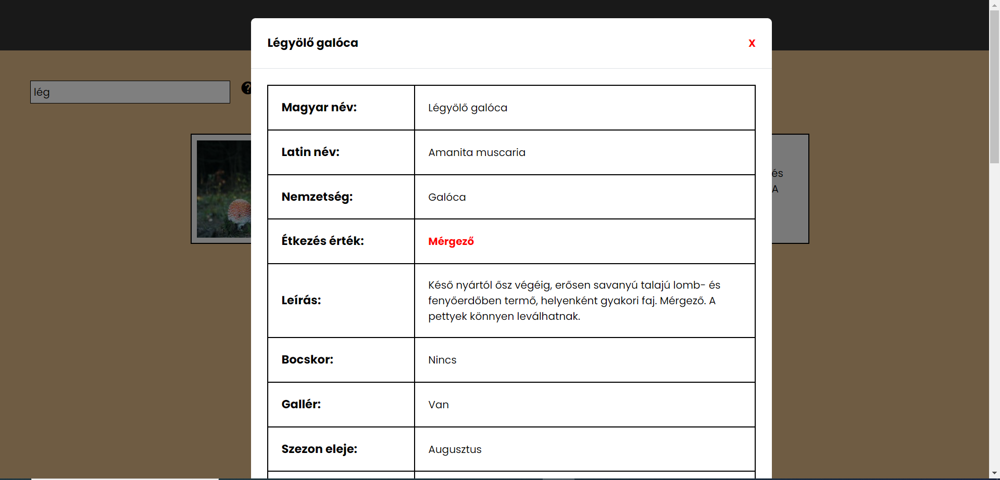 Légyölő galóca
X
lég
?
Magyar név:
Légyölő galóca
Latin név:
Amanita muscaria
Nemzetség:
Galóca
Étkezés érték:
Mérgező
Leírás:
Késő nyártól ősz végéig, erősen savanyú talajú lomb- és
fenyőerdőben termő, helyenként gyakori faj. Mérgező. A
pettyek könnyen leválhatnak.
Bocskor:
Nincs
Gallér:
Van
Szezon eleje:
Augusztus
és
A